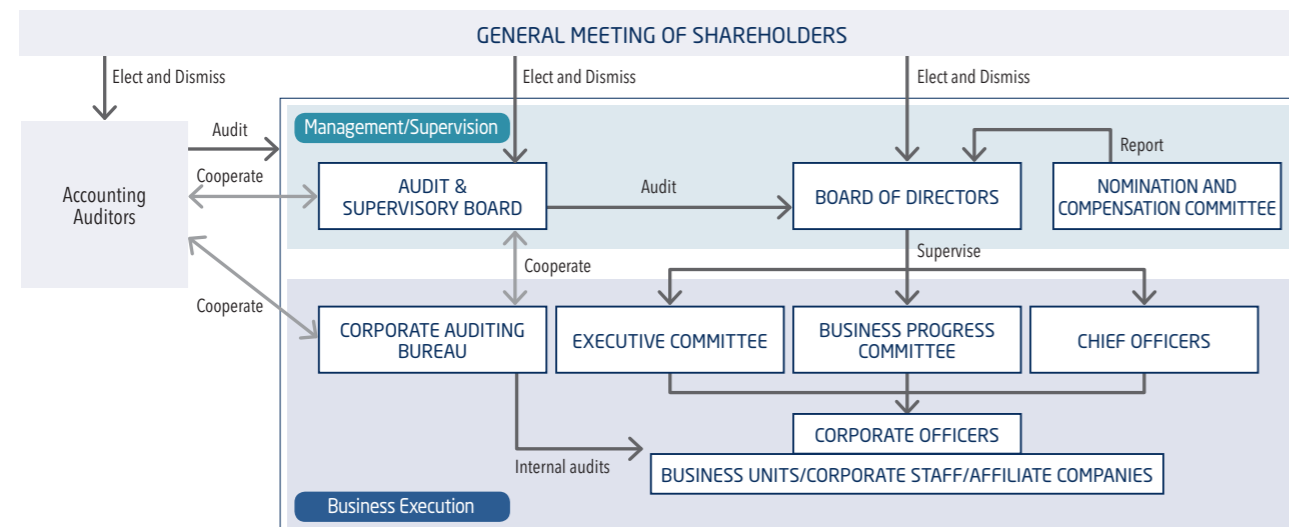 GENERAL MEETING OF SHAREHOLDERS
Elect and Dismiss
Elect and Dismiss
Elect and Dismiss
Management/Supervision
Audit
Report
Cooperate
Accounting
Auditors
AUDIT &
SUPERVISORY BOARD
Audit
BOARD OF DIRECTORS
NOMINATION AND
COMPENSATION COMMITTEE
Supervise
Cooperate
Cooperate
CORPORATE AUDITING
BUREAU
EXECUTIVE COMMITTEE
BUSINESS PROGRESS
COMMITTEE
CHIEF OFFICERS
CORPORATE OFFICERS
Internal audits
BUSINESS UNITS/CORPORATE STAFF/AFFILIATE COMPANIES
Business Execution